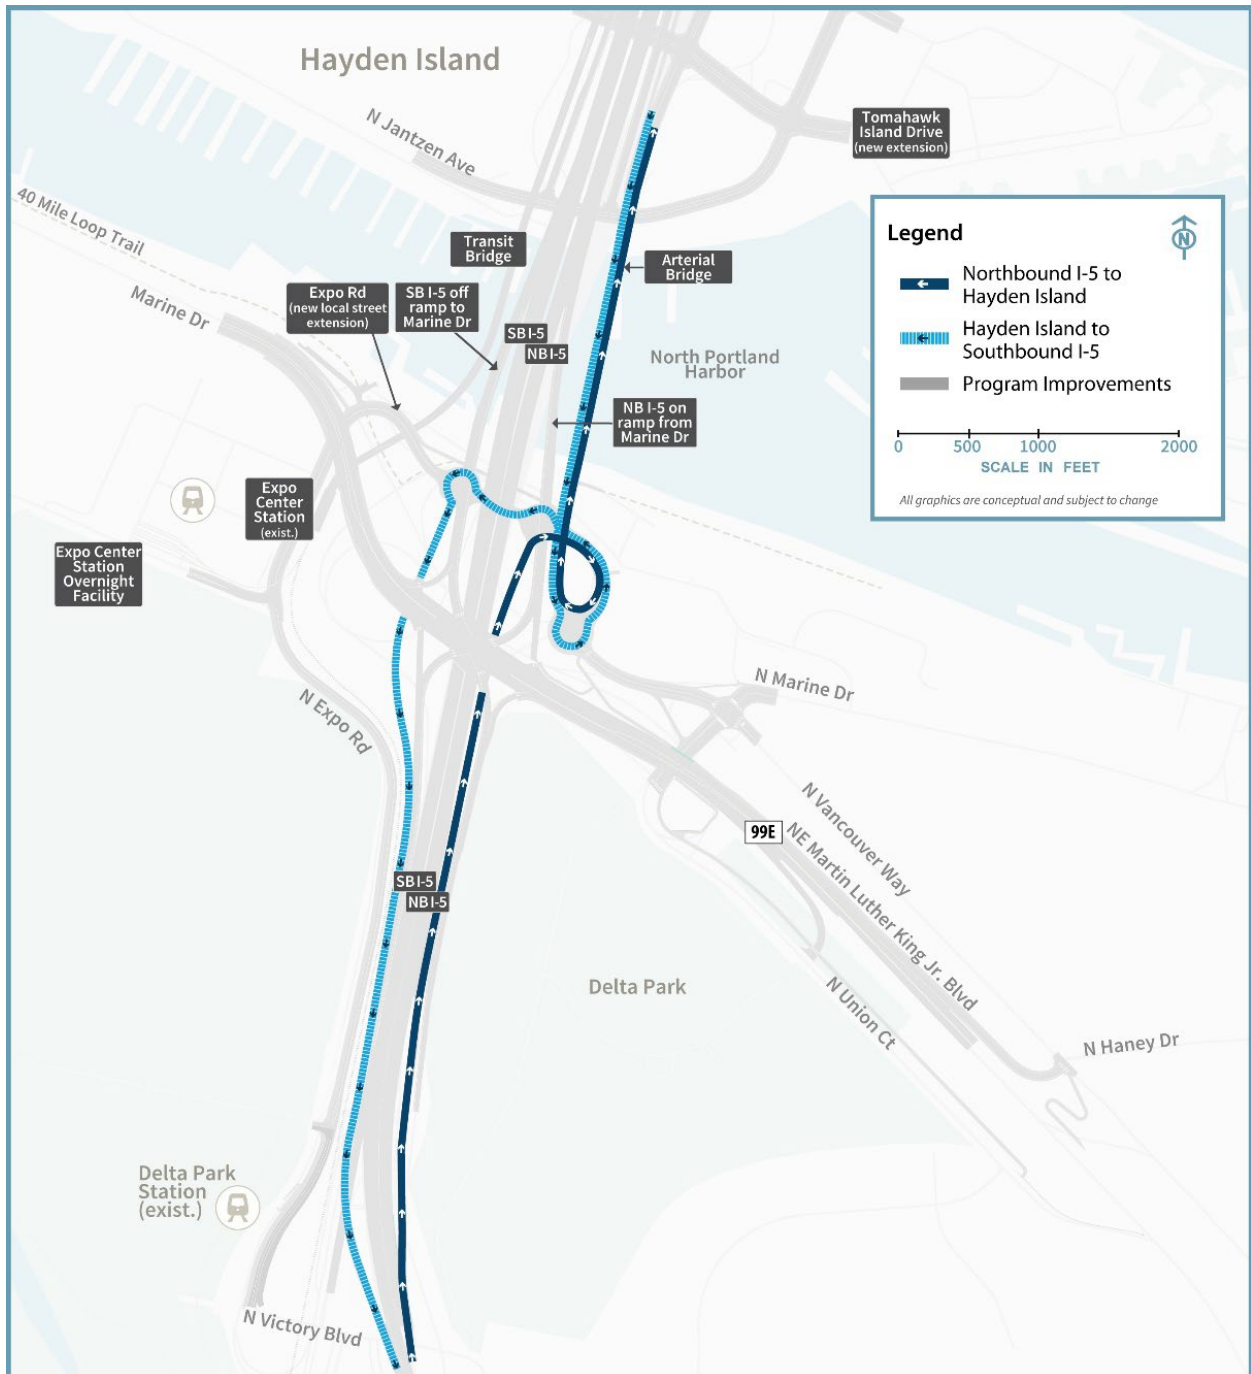 Hayden Island
N Jantzen Ave
Tomahawk
Island Drive
(new extension)
40 Mile Loop Trail
Transit
Bridge
Arterial
Bridge
Legend
N
Northbound I-5 to
Hayden Island
Hayden Island to
Southbound I-5
Program Improvements
0 500 1000 2000
SCALE IN FEET
All graphics are conceptual and subject to change
Marine Dr
Expo Rd
(new local street
extension)
SB I-5 off
ramp to
Marine Dr
SB I-5
NB I-5
North Portland
Harbor
NB I-5 on
ramp from
Marine Dr
Expo
Center
Station
(exist.)
Expo Center
Station
Overnight
Facility
N Expo Rd
N Marine Dr
N Vancouver Way
99E
NE Martin Luther King Jr. Blvd
SB I-5
NB I-5
Delta Park
N Union Ct
N Haney Dr
Delta Park
Station
(exist.)
N Victory Blvd